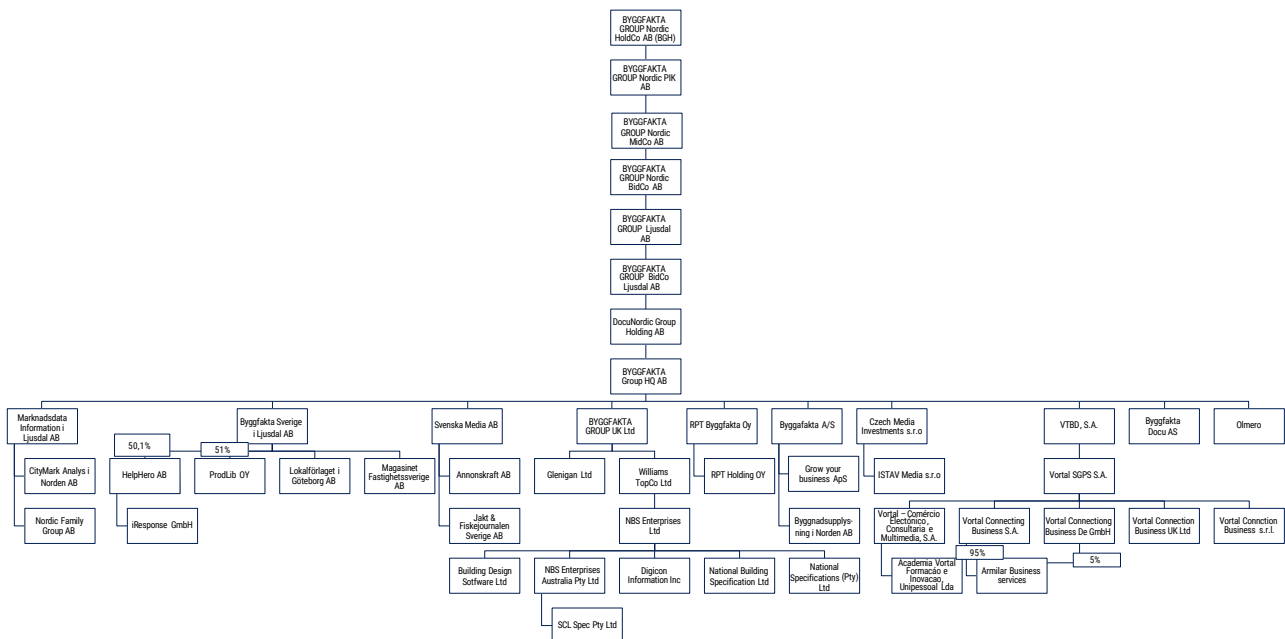 BYGGFAKTA
GROUP Nordic
HoldCo AB (BGH)
BYGGFAKTA
GROUP Nordic PIK
AB
BYGGFAKTA
GROUP Nordic
MidCo AB
BYGGFAKTA
GROUP Nordic
BidCo AB
BYGGFAKTA
GROUP Ljusdal
AB
BYGGFAKTA
GROUP BidCo
Ljusdal AB
DocuNordic Group
Holding AB
BYGGFAKTA
Group HQ AB
Marknadsdata
Information i
Ljusdal AB
Byggfakta Sverige
i Ljusdal AB
Svenska Media AB
BYGGFAKTA
GROUP UK Ltd
RPT Byggfakta Oy
Byggafakta A/S
Czech Media
Investments s.r.o
VTBD, S.A.
Byggfakta
Docu AS
Olmero
50,1%
51%
CityMark Analys i
Norden AB
HelpHero AB
ProdLib OY
Lokalförlaget i
Göteborg AB
Magasinet
Fastighetssverige
AB
Annonskraft AB
Glenigan Ltd
Williams
TopCo Ltd
RPT Holding OY
Grow your
business ApS
ISTAV Media s.r.o
Vortal SGPS S.A.
Nordic Family
Group AB
iResponse GmbH
Jakt &
Fiskejournalen
Sverige AB
NBS Enterprises
Ltd
Byggnadsupplys-
ning i Norden AB
Vortal – Comércio
Electónico,
Consultaria e
Multimedia, S.A.
Vortal Connecting
Business S.A.
Vortal Connectiong
Business De GmbH
Vortal Connection
Business UK Ltd
Vortal Connction
Business s.r.l.
95%
5%
Building Design
Sotfware Ltd
NBS Enterprises
Australia Pty Ltd
Digicon
Information Inc
National Building
Specification Ltd
National
Specifications (Pty)
Ltd
Academia Vortal
Formacáo e
Inovacao,
Unipessoal Lda
Armilar Business
services
SCL Spec Pty Ltd